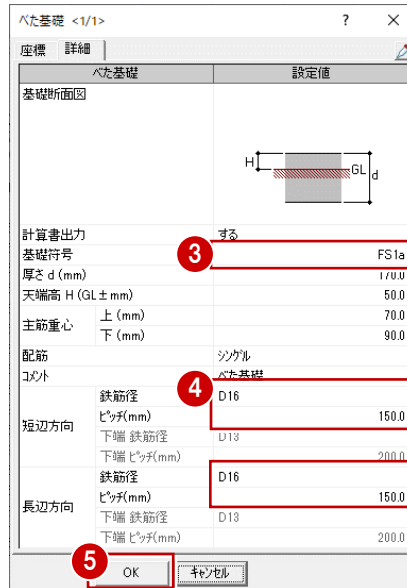 べた基礎 <1/1> ? ×
座標 詳細
べた基礎 設定値
基礎断面図
H GL d
計算書出力 する
3
基礎符号 FS1a
厚さ d (mm) 170.0
天端高 H (GL±mm) 50.0
主筋重心 上 (mm) 70.0
下 (mm) 90.0
配筋 シングル
コメント べた基礎
4
短辺方向 鉄筋径 D16
ピッチ(mm) 150.0
下端 鉄筋径 D13
下端 ピッチ(mm) 200.0
長辺方向 鉄筋径 D16
ピッチ(mm) 150.0
下端 鉄筋径 D13
下端 ピッチ(mm) 200.0
5
OK キャンセル